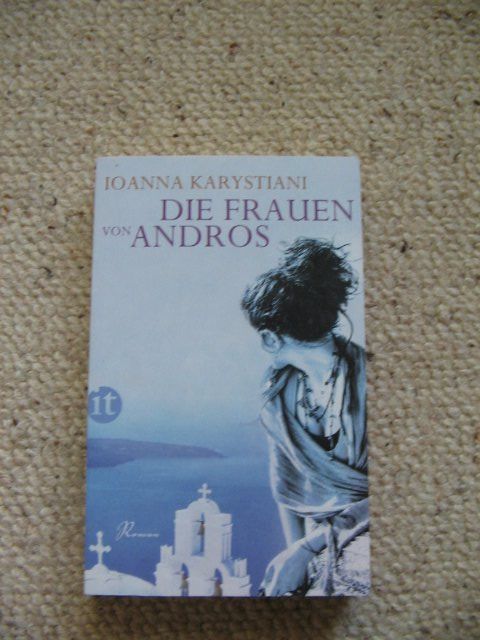 IOANNA KARYSTIANI
DIE FRAUEN
VON ANDROS
it
Roman